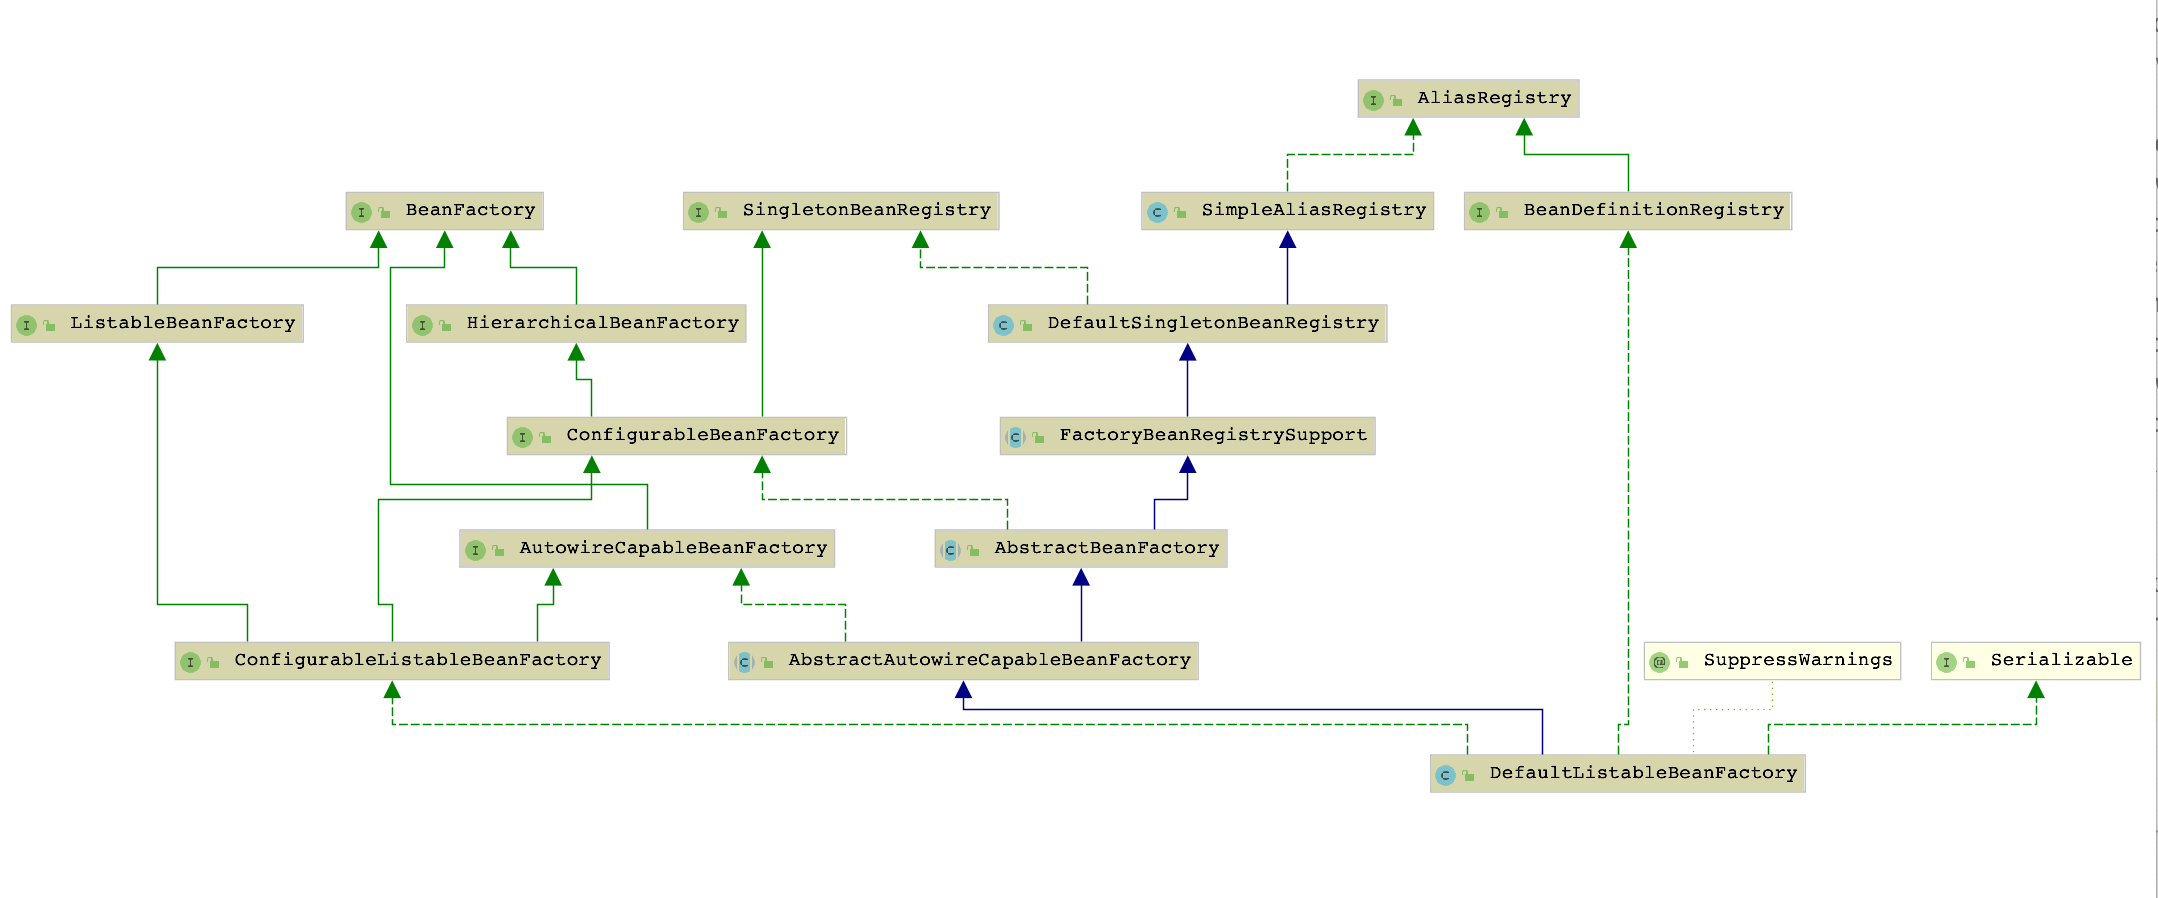 I AliasRegistry
I BeanFactory
I SingletonBeanRegistry
C SimpleAliasRegistry
I BeanDefinitionRegistry
I ListableBeanFactory
I HierarchicalBeanFactory
C DefaultSingletonBeanRegistry
I ConfigurableBeanFactory
C FactoryBeanRegistrySupport
I AutowireCapableBeanFactory
C AbstractBeanFactory
I ConfigurableListableBeanFactory
C AbstractAutowireCapableBeanFactory
@ SuppressWarnings
I Serializable
C DefaultListableBeanFactory